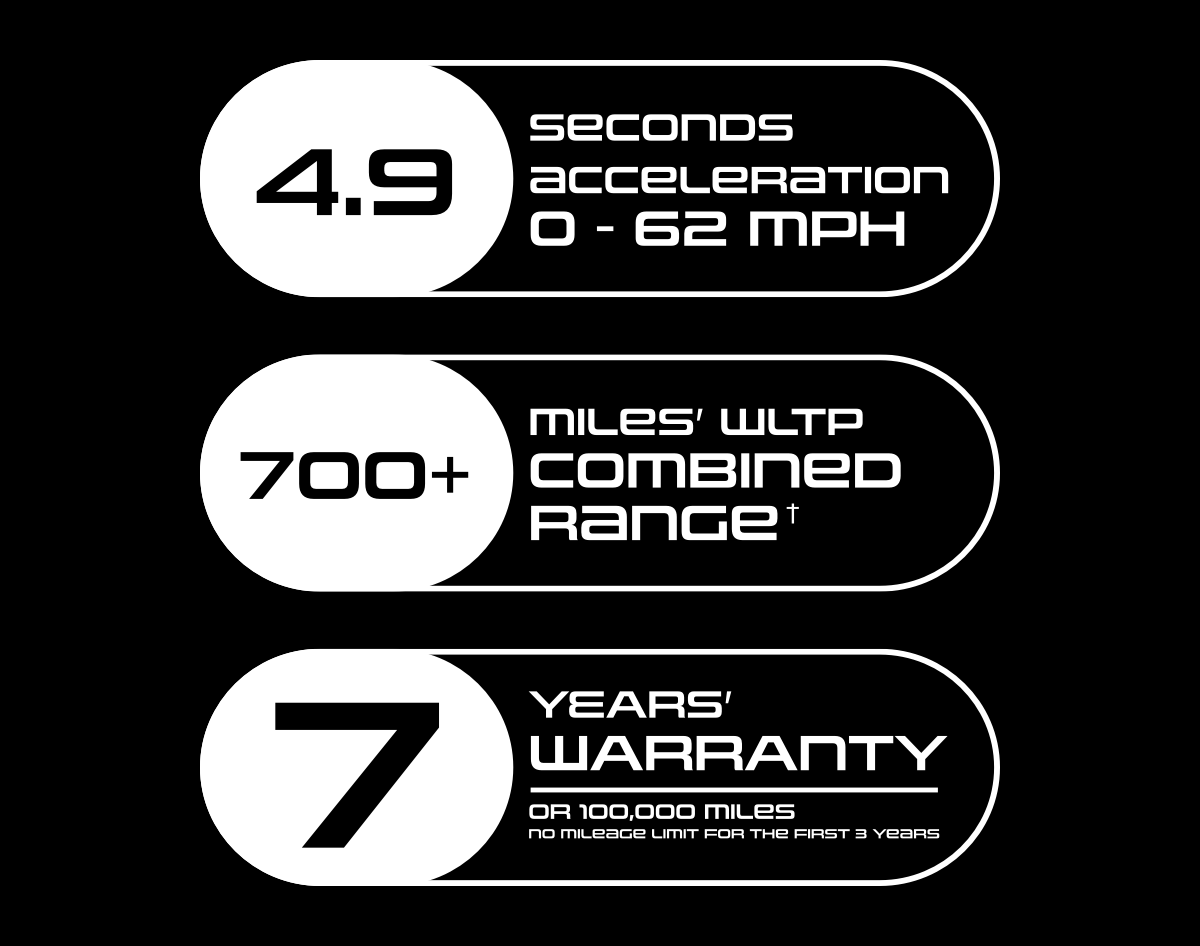 4.9
SECONDS
ACCELERATION
0 - 62 MPH
700+
MILES' WLTP
COMBINED
RANGE†
7
YEARS'
WARRANTY
OR 100,000 MILES
NO MILEAGE LIMIT FOR THE FIRST 3 YEARS